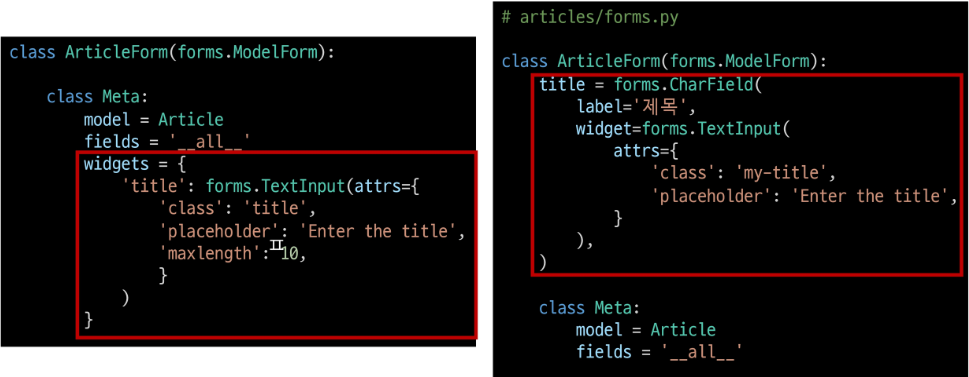 class ArticleForm(forms.ModelForm):
    class Meta:
        model = Article
        fields = '__all__'
        widgets = {
            'title': forms.TextInput(attrs={
                'class': 'title',
                'placeholder': 'Enter the title',
                'maxlength': 10,
                }
            )
        }
# articles/forms.py
class ArticleForm(forms.ModelForm):
    title = forms.CharField(
        label='제목',
        widget=forms.TextInput(
            attrs={
                'class': 'my-title',
                'placeholder': 'Enter the title',
            }
        ),
    )
    class Meta:
        model = Article
        fields = '__all__'